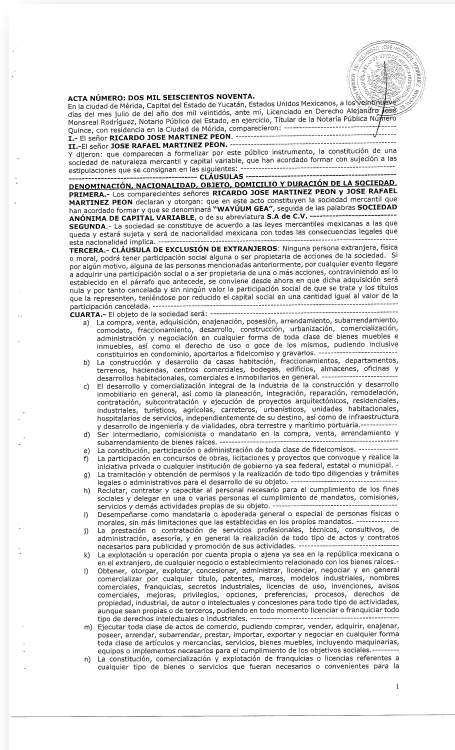 ACTA NÚMERO: DOS MIL SEISCIENTOS NOVENTA.
En la ciudad de Mérida, Capital del Estado de Yucatán, Estados Unidos Mexicanos, a los veintinueve
días del mes julio de del año dos mil veintidós, ante mí, Licenciado en Derecho Alejandro José
Monsreal Rodríguez, Notario Público del Estado, en ejercicio, Titular de la Notaría Pública Número
Quince, con residencia en la Ciudad de Mérida, comparecieron: ---
I.- El señor RICARDO JOSE MARTINEZ PEON. ---
II.-El señor JOSE RAFAEL MARTINEZ PEON. ---
Y dijeron: que comparecen a formalizar por este público instrumento, la constitución de una
sociedad de naturaleza mercantil y capital variable, que han acordado formar con sujeción a las
estipulaciones que se consignan en las siguientes: ---
--- CLÁUSULAS ---
DENOMINACIÓN, NACIONALIDAD, OBJETO, DOMICILIO Y DURACIÓN DE LA SOCIEDAD.
PRIMERA.- Los comparecientes señores RICARDO JOSE MARTINEZ PEON y JOSE RAFAEL
MARTINEZ PEON declaran y otorgan: que en este acto constituyen la sociedad mercantil que
han acordado formar y que se denominará "WAYÚUM GEA", seguida de las palabras SOCIEDAD
ANÓNIMA DE CAPITAL VARIABLE, o de su abreviatura S.A de C.V. ---
SEGUNDA.- La sociedad se constituye de acuerdo a las leyes mercantiles mexicanas a las que
queda y estará sujeta y será de nacionalidad mexicana con todas las consecuencias legales que
esta nacionalidad implica. ---
TERCERA.- CLÁUSULA DE EXCLUSIÓN DE EXTRANJEROS: Ninguna persona extranjera, física
o moral, podrá tener participación social alguna o ser propietaria de acciones de la sociedad. Si
por algún motivo, alguna de las personas mencionadas anteriormente, por cualquier evento llegare
a adquirir una participación social o a ser propietaria de una o más acciones, contraviniendo así lo
establecido en el párrafo que antecede, se conviene desde ahora en que dicha adquisición será
nula y por tanto cancelada y sin ningún valor la participación social de que se trate y los títulos
que la representen, teniéndose por reducido el capital social en una cantidad igual al valor de la
participación cancelada. ---
CUARTA.- El objeto de la sociedad será: ---
a) La compra, venta, adquisición, enajenación, posesión, arrendamiento, subarrendamiento,
comodato, fraccionamiento, desarrollo, construcción, urbanización, comercialización,
administración y negociación en cualquier forma de toda clase de bienes muebles e
inmuebles, así como el derecho de uso o goce de los mismos, pudiendo inclusive
constituirlos en condominio, aportarlos a fideicomiso y gravarlos. ---
b) La construcción y desarrollo de casas habitación, fraccionamientos, departamentos,
terrenos, haciendas, centros comerciales, bodegas, edificios, almacenes, oficinas y
desarrollos habitacionales, comerciales e inmobiliarios en general. ---
c) El desarrollo y comercialización integral de la industria de la construcción y desarrollo
inmobiliario en general, así como la planeación, integración, reparación, remodelación,
contratación, subcontratación y ejecución de proyectos arquitectónicos, residenciales,
industriales, turísticos, agrícolas, carreteros, urbanísticos, unidades habitacionales,
hospitalarios de servicios, independientemente de su destino, así como de infraestructura
y desarrollo de ingeniería y de vialidades, obra terrestre y marítimo portuaria.---
d) Ser intermediario, comisionista o mandatario en la compra, venta, arrendamiento y
subarrendamiento de bienes raíces. ---
e) La constitución, participación o administración de toda clase de fideicomisos. ---
f) La participación en concursos de obras, licitaciones y proyectos que convoque y realice la
iniciativa privada o cualquier institución de gobierno ya sea federal, estatal o municipal. -
g) La tramitación y obtención de permisos y la realización de todo tipo diligencias y trámites
legales o administrativos para el desarrollo de su objeto. ---
h) Reclutar, contratar y capacitar al personal necesario para el cumplimiento de los fines
sociales y delegar en una o varias personas el cumplimiento de mandatos, comisiones,
servicios y demás actividades propias de su objeto. ---
i) Desempeñarse como mandataria o apoderada general o especial de personas físicas o
morales, sin más limitaciones que las establecidas en los propios mandatos. ---
j) La prestación o contratación de servicios profesionales, técnicos, consultivos, de
administración, asesoría, y en general la realización de todo tipo de actos y contratos
necesarios para publicidad y promoción de sus actividades. ---
k) La explotación u operación por cuenta propia o ajena ya sea en la república mexicana o
en el extranjero, de cualquier negocio o establecimiento relacionado con los bienes raíces.-
l) Obtener, otorgar, explotar, concesionar, administrar, licenciar, negociar y en general
comercializar por cualquier título, patentes, marcas, modelos industriales, nombres
comerciales, franquicias, secretos industriales, licencias de uso, invenciones, avisos
comerciales, mejoras, privilegios, opciones, preferencias, procesos, derechos de
propiedad, industrial, de autor o intelectuales y concesiones para todo tipo de actividades,
aunque sean propias o de terceros, pudiendo en todo momento licenciar o franquiciar todo
tipo de derechos intelectuales o industriales. ---
m) Ejecutar toda clase de actos de comercio, pudiendo comprar, vender, adquirir, enajenar,
poseer, arrendar, subarrendar, prestar, importar, exportar y negociar en cualquier forma
toda clase de artículos y mercancías, servicios, bienes muebles, incluyendo maquinarias,
equipos o implementos necesarios para el cumplimiento de los objetivos sociales.---
n) La constitución, comercialización y explotación de franquicias o licencias referentes a
cualquier tipo de bienes o servicios que fueran necesarios o convenientes para la
1